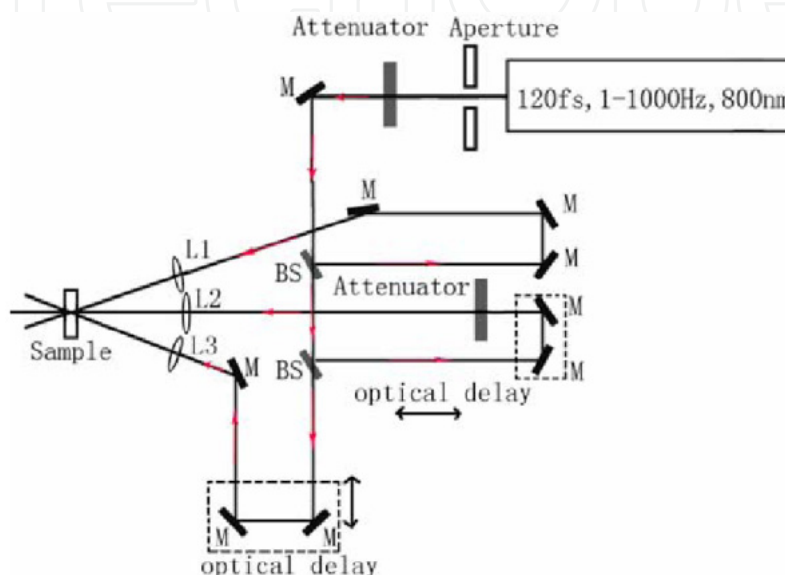 Attenuator Aperture
M
120fs, 1-1000Hz, 800nm
M
M
L1
BS
M
Attenuator
L2
M
Sample
L3
M
BS
M
optical delay
M
M
optical delay